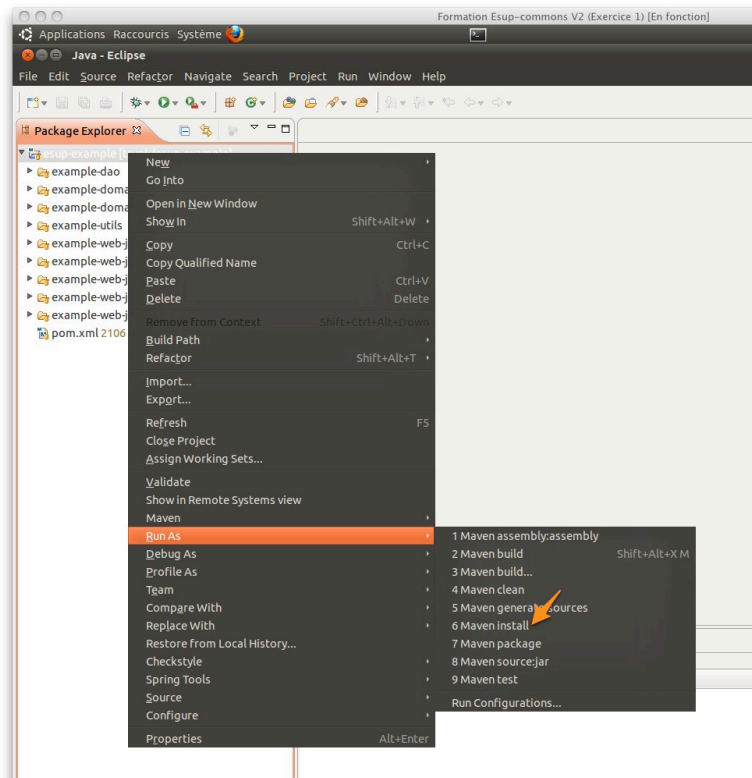 Formation Esup-commons V2 (Exercice 1) [En fonction]
Applications Raccourcis Système
Java - Eclipse
File Edit Source Refactor Navigate Search Project Run Window Help
Package Explorer
esup-example
example-dao
example-doma
example-doma
example-utils
example-web-j
example-web-j
example-web-j
example-web-j
example-web-j
pom.xml 2106
New
Go Into
Open in New Window
Show In Shift+Alt+W
Copy Ctrl+C
Copy Qualified Name
Paste Ctrl+V
Delete Delete
Remove from Context Shift+Ctrl+Alt+Down
Build Path
Refactor Shift+Alt+T
Import...
Export...
Refresh F5
Close Project
Assign Working Sets...
Validate
Show in Remote Systems view
Maven
Run As
Debug As
Profile As
Team
Compare With
Replace With
Restore from Local History...
Checkstyle
Spring Tools
Source
Configure
Properties Alt+Enter
1 Maven assembly:assembly
2 Maven build Shift+Alt+X M
3 Maven build...
4 Maven clean
5 Maven generate-sources
6 Maven install
7 Maven package
8 Maven source:jar
9 Maven test
Run Configurations...